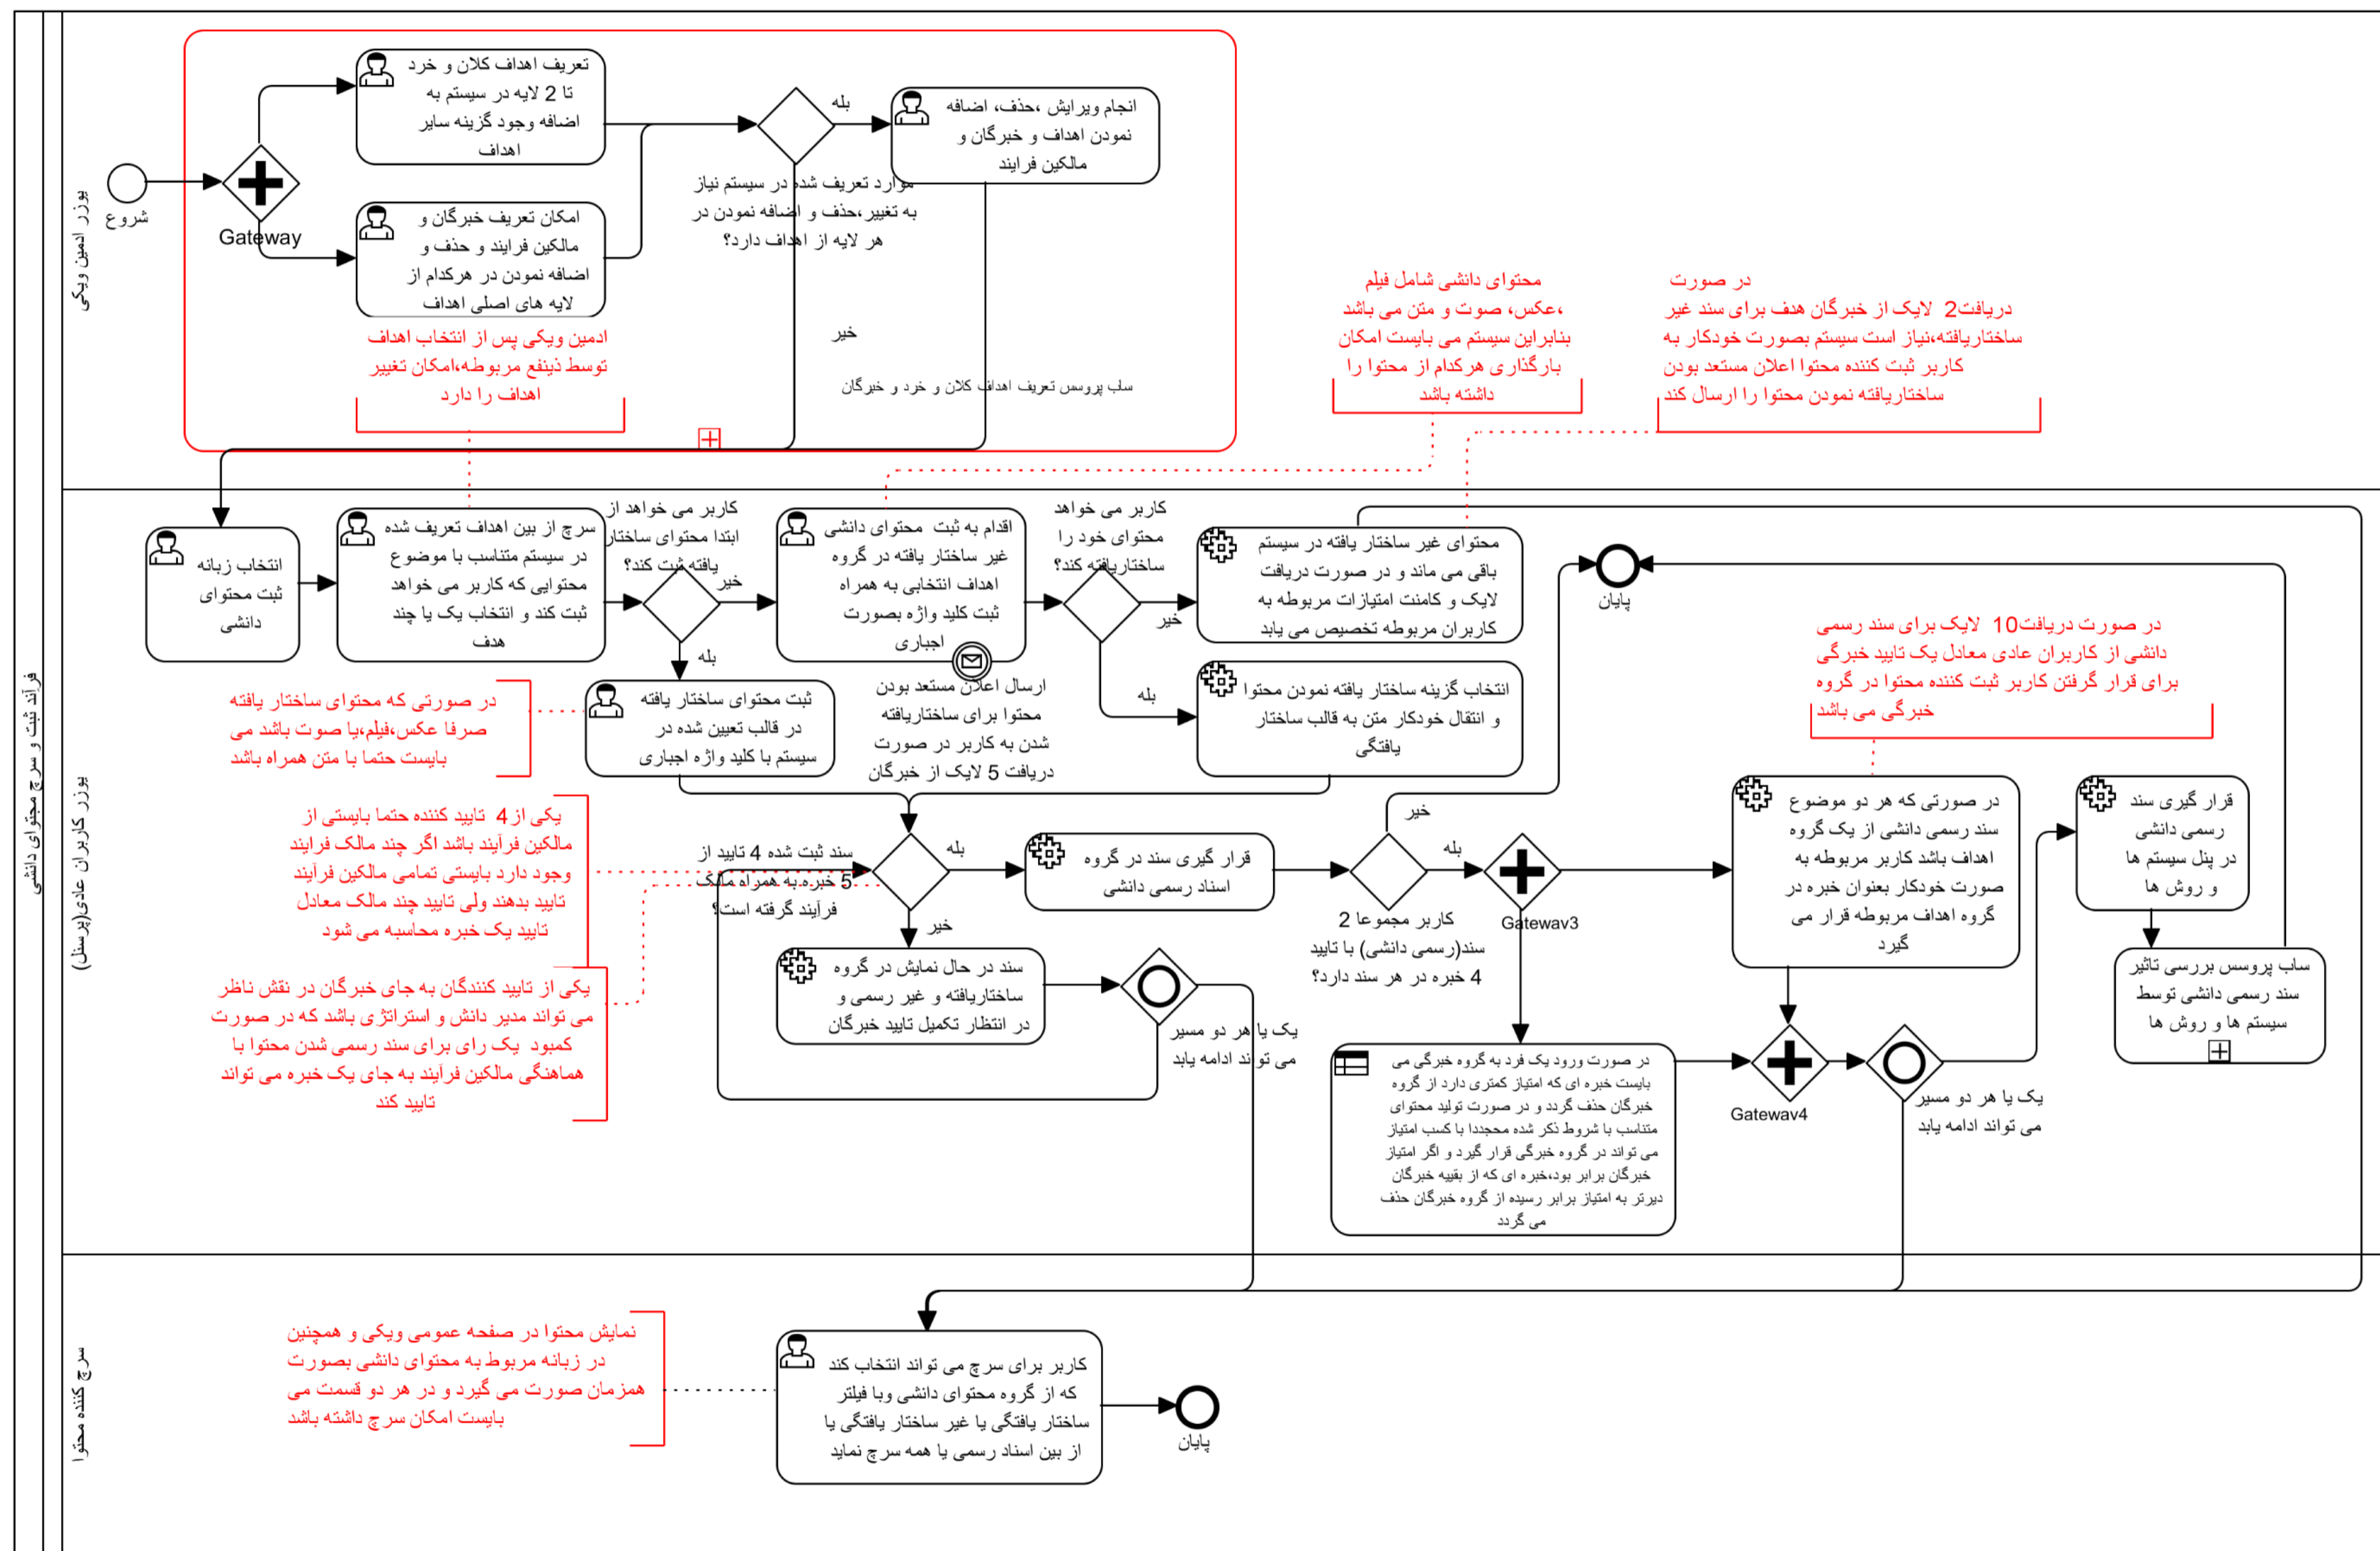 فرآند ثبت و سرچ مجتوای دانشی
یوزر ادمین ویکی
شروع
Gateway
تعریف اهداف کلان و خرد
تا 2 لایه در سیستم به
اضافه وجود گزینه سایر
اهداف
امکان تعریف خبرگان و
مالکین فرایند و حذف و
اضافه نمودن در هرکدام از
لایه های اصلی اهداف
موارد تعریف شده در سیستم نیاز
به تغییر،حذف و اضافه نمودن در
هر لایه از اهداف دارد؟
بله
خیر
انجام ویرایش ،حذف، اضافه
نمودن اهداف و خبرگان و
مالکین فرایند
ساب پروسس تعریف اهداف کلان و خرد و خبرگان
ادمین ویکی پس از انتخاب اهداف
توسط ذینفع مربوطه،امکان تغییر
اهداف را دارد
محتوای دانشی شامل فیلم
،عکس، صوت و متن می باشد
بنابراین سیستم می بایست امکان
بارگذاری هرکدام از محتوا را
داشته باشد
در صورت
دریافت2 لایک از خبرگان هدف برای سند غیر
ساختاریافته،نیاز است سیستم بصورت خودکار به
کاربر ثبت کننده محتوا اعلان مستعد بودن
ساختاریافته نمودن محتوا را ارسال کند
یوزر کاربران عادی(پرسنل)
انتخاب زبانه
ثبت محتوای
دانشی
سرچ از بین اهداف تعریف شده
در سیستم متناسب با موضوع
محتوایی که کاربر می خواهد
ثبت کند و انتخاب یک یا چند
هدف
کاربر می خواهد از
ابتدا محتوای ساختار
یافته ثبت کند؟
خیر
بله
اقدام به ثبت محتوای دانشی
غیر ساختار یافته در گروه
اهداف انتخابی به همراه
ثبت کلید واژه بصورت
اجباری
ارسال اعلان مستعد بودن
محتوا برای ساختاریافته
شدن به کاربر در صورت
دریافت 5 لایک از خبرگان
کاربر می خواهد
محتوای خود را
ساختاریافته کند؟
خیر
بله
محتوای غیر ساختار یافته در سیستم
باقی می ماند و در صورت دریافت
لایک و کامنت امتیازات مربوطه به
کاربران مربوطه تخصیص می یابد
انتخاب گزینه ساختار یافته نمودن محتوا
و انتقال خودکار متن به قالب ساختار
یافتگی
پایان
در صورت دریافت10 لایک برای سند رسمی
دانشی از کاربران عادی معادل یک تایید خبرگی
برای قرار گرفتن کاربر ثبت کننده محتوا در گروه
خبرگی می باشد
در صورتی که محتوای ساختار یافته
صرفا عکس،فیلم،یا صوت باشد می
بایست حتما با متن همراه باشد
ثبت محتوای ساختار یافته
در قالب تعیین شده در
سیستم با کلید واژه اجباری
یکی از4 تایید کننده حتما بایستی از
مالکین فرآیند باشد اگر چند مالک فرایند
وجود دارد بایستی تمامی مالکین فرآیند
تایید بدهند ولی تایید چند مالک معادل
تایید یک خبره محاسبه می شود
یکی از تایید کنندگان به جای خبرگان در نقش ناظر
می تواند مدیر دانش و استراتژی باشد که در صورت
کمبود یک رای برای سند رسمی شدن محتوا با
هماهنگی مالکین فرآیند به جای یک خبره می تواند
تایید کند
سند ثبت شده 4 تایید از
5 خبره به همراه مالک
فرآیند گرفته است؟
بله
خیر
قرار گیری سند در گروه
اسناد رسمی دانشی
سند در حال نمایش در گروه
ساختاریافته و غیر رسمی و
در انتظار تکمیل تایید خبرگان
یک یا هر دو مسیر
می تواند ادامه یابد
خیر
بله
کاربر مجموعا 2
سند(رسمی دانشی) با تایید
4 خبره در هر سند دارد؟
Gateway3
در صورتی که هر دو موضوع
سند رسمی دانشی از یک گروه
اهداف باشد کاربر مربوطه به
صورت خودکار بعنوان خبره در
گروه اهداف مربوطه قرار می
گیرد
در صورت ورود یک فرد به گروه خبرگی می
بایست خبره ای که امتیاز کمتری دارد از گروه
خبرگان حذف گردد و در صورت تولید محتوای
متناسب با شروط ذکر شده مجددا با کسب امتیاز
می تواند در گروه خبرگی قرار گیرد و اگر امتیاز
خبرگان برابر بود،خبره ای که از بقییه خبرگان
دیرتر به امتیاز برابر رسیده از گروه خبرگان حذف
می گردد
Gateway4
یک یا هر دو مسیر
می تواند ادامه یابد
قرار گیری سند
رسمی دانشی
در پنل سیستم ها
و روش ها
ساب پروسس بررسی تاثیر
سند رسمی دانشی توسط
سیستم ها و روش ها
سرچ کننده محتوا
نمایش محتوا در صفحه عمومی ویکی و همچنین
در زبانه مربوط به محتوای دانشی بصورت
همزمان صورت می گیرد و در هر دو قسمت می
بایست امکان سرچ داشته باشد
کاربر برای سرچ می تواند انتخاب کند
که از گروه محتوای دانشی وبا فیلتر
ساختار یافتگی یا غیر ساختار یافتگی یا
از بین اسناد رسمی یا همه سرچ نماید
پایان